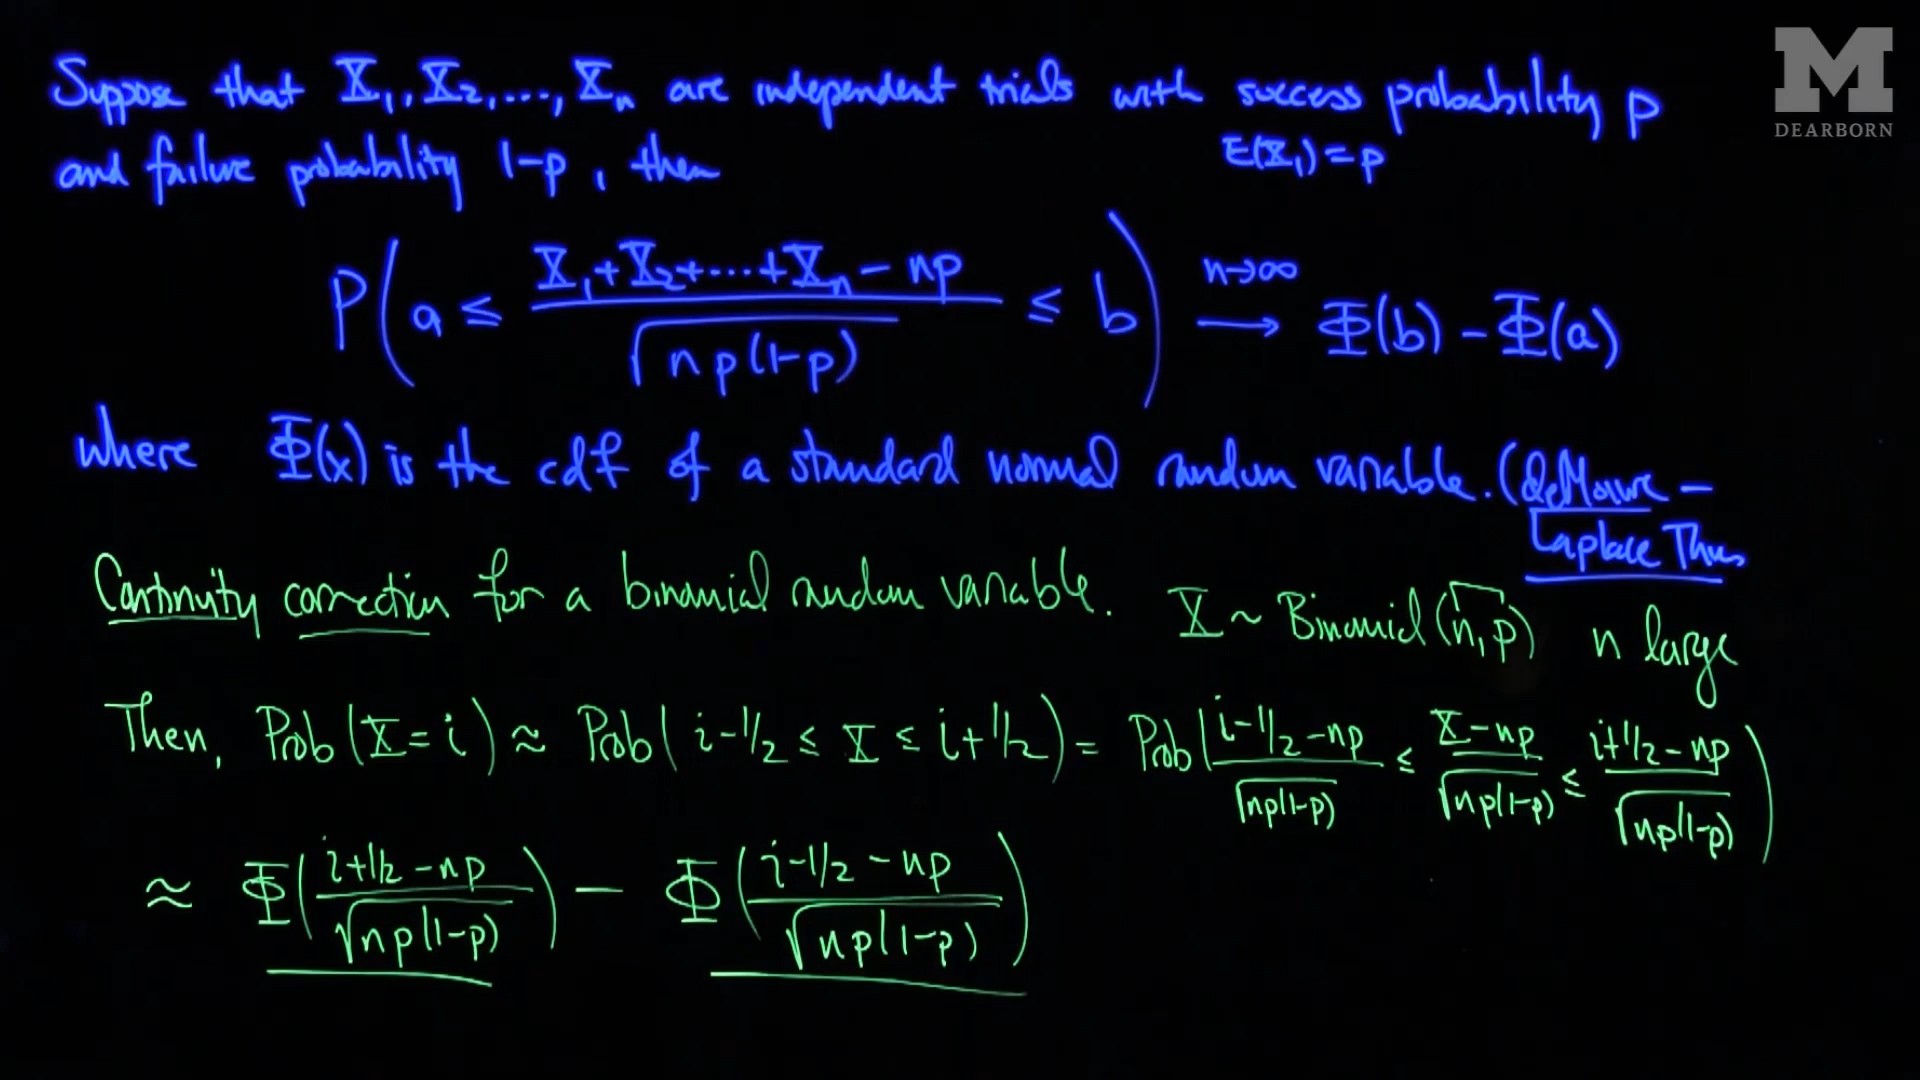 Suppose that X₁, X₂, ..., Xₙ are independent trials with success probability p
E(X₁) = p
and failure probability 1-p, then
P(a ≤ (X₁+X₂+···+Xₙ - np) / √(np(1-p)) ≤ b) n→∞ ⟶ Φ(b) - Φ(a)
where Φ(x) is the cdf of a standard normal random variable. (DeMoivre -
Laplace Thm
Continuity correction for a binomial random variable. X ~ Binomial(n, p) n large
Then, Prob(X = i) ≈ Prob(i - 1/2 ≤ X ≤ i + 1/2) = Prob((i - 1/2 - np) / √(np(1-p)) ≤ (X - np) / √(np(1-p)) ≤ (i + 1/2 - np) / √(np(1-p)))
≈ Φ((i + 1/2 - np) / √(np(1-p))) - Φ((i - 1/2 - np) / √(np(1-p)))
M
DEARBORN